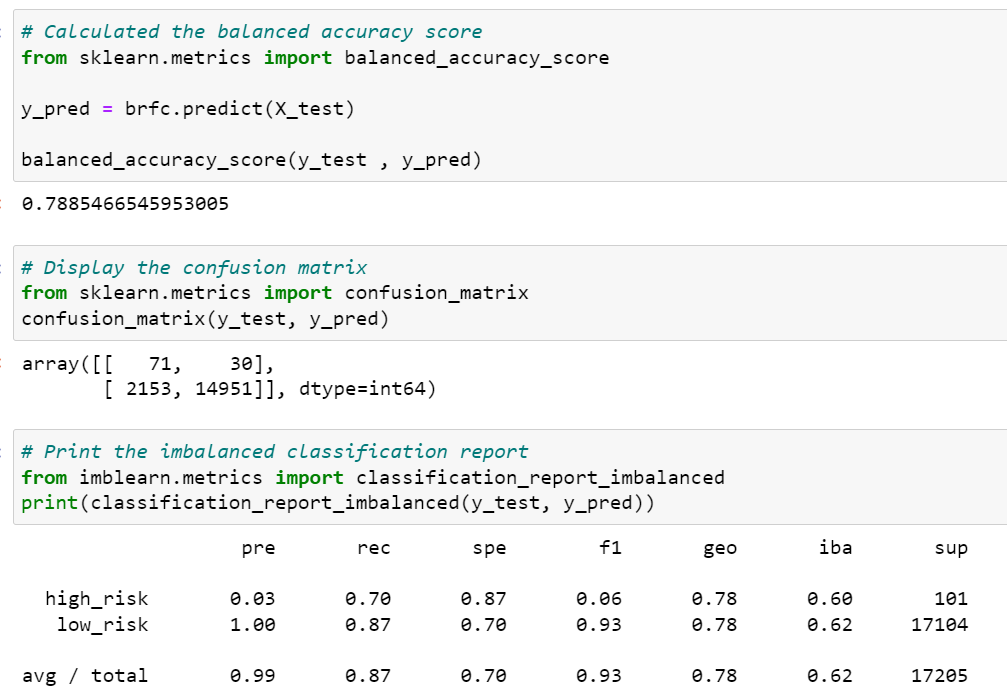 # Calculated the balanced accuracy score
from sklearn.metrics import balanced_accuracy_score
y_pred = brfc.predict(X_test)
balanced_accuracy_score(y_test , y_pred)
0.7885466545953005
# Display the confusion matrix
from sklearn.metrics import confusion_matrix
confusion_matrix(y_test, y_pred)
array([[   71,    30],
       [ 2153, 14951]], dtype=int64)
# Print the imbalanced classification report
from imblearn.metrics import classification_report_imbalanced
print(classification_report_imbalanced(y_test, y_pred))
pre rec spe f1 geo iba sup
high_risk 0.03 0.70 0.87 0.06 0.78 0.60 101
low_risk 1.00 0.87 0.70 0.93 0.78 0.62 17104
avg / total 0.99 0.87 0.70 0.93 0.78 0.62 17205